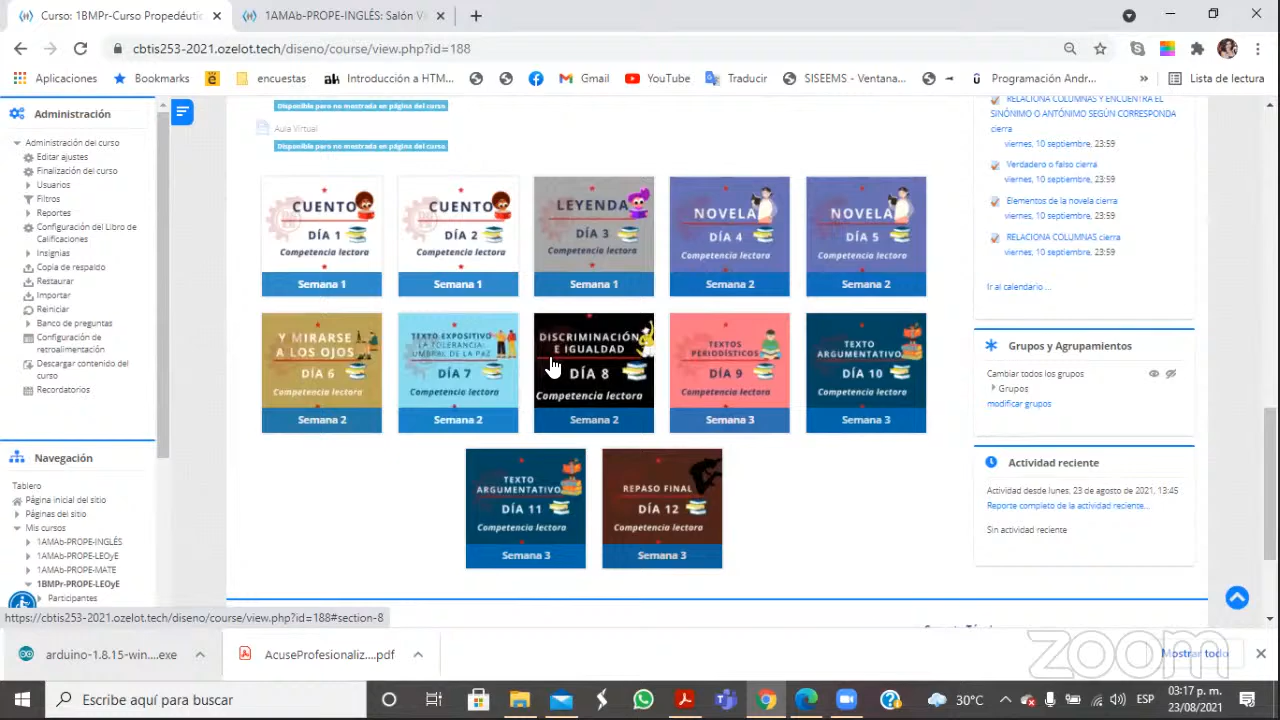 Curso: 1BMPr-Curso Propedéutic
1AMAb-PROPE-INGLÉS: Salón V
cbtis253-2021.ozelot.tech/diseno/course/view.php?id=188
Aplicaciones
Bookmarks
encuestas
Introducción a HTM...
Gmail
YouTube
Traducir
SISEEMS - Ventana...
Programación Andr...
»
Lista de lectura
Administración
Administración del curso
Editar ajustes
Finalización del curso
Usuarios
Filtros
Reportes
Configuración del Libro de
Calificaciones
Insignias
Copia de respaldo
Restaurar
Importar
Reiniciar
Banco de preguntas
Configuración de
retroalimentación
Descargar contenido del
curso
Recordatorios
Navegación
Tablero
Página inicial del sitio
Páginas del sitio
Mis cursos
1AMAb-PROPE-INGLÉS
1AMAb-PROPE-LEOyE
1AMAb-PROPE-MATE
1BMPr-PROPE-LEOyE
Participantes
Disponible pero no mostrada en página del curso
Aula Virtual
Disponible pero no mostrada en página del curso
CUENTO
DÍA 1
Competencia lectora
Semana 1
CUENTO
DÍA 2
Competencia lectora
Semana 1
LEYENDA
DÍA 3
Competencia lectora
Semana 1
NOVELA
DÍA 4
Competencia lectora
Semana 2
NOVELA
DÍA 5
Competencia lectora
Semana 2
Y MIRARSE
A LOS OJOS
DÍA 6
Competencia lectora
Semana 2
TEXTO EXPOSITIVO
LA TOLERANCIA:
UMBRAL DE LA PAZ
DÍA 7
Competencia lectora
Semana 2
DISCRIMINACIÓN
E IGUALDAD
DÍA 8
Competencia lectora
Semana 2
TEXTOS
PERIODÍSTICOS
DÍA 9
Competencia lectora
Semana 3
TEXTO
ARGUMENTATIVO
DÍA 10
Competencia lectora
Semana 3
TEXTO
ARGUMENTATIVO
DÍA 11
Competencia lectora
Semana 3
REPASO FINAL
DÍA 12
Competencia lectora
Semana 3
RELACIONA COLUMNAS Y ENCUENTRA EL
SINÓNIMO O ANTÓNIMO SEGÚN CORRESPONDA
cierra
viernes, 10 septiembre, 23:59
Verdadero o falso cierra
viernes, 10 septiembre, 23:59
Elementos de la novela cierra
viernes, 10 septiembre, 23:59
RELACIONA COLUMNAS cierra
viernes, 10 septiembre, 23:59
Ir al calendario ...
Grupos y Agrupamientos
Cambiar todos los grupos
Grupos
modificar grupos
Actividad reciente
Actividad desde lunes, 23 de agosto de 2021, 13:45
Reporte completo de la actividad reciente...
Sin actividad reciente
https://cbtis253-2021.ozelot.tech/diseno/course/view.php?id=188#section-8
arduino-1.8.15-win....exe
AcuseProfesionaliz....pdf
Mostrar todo
zoom
Escribe aquí para buscar
30°C
ESP
03:17 p. m.
23/08/2021